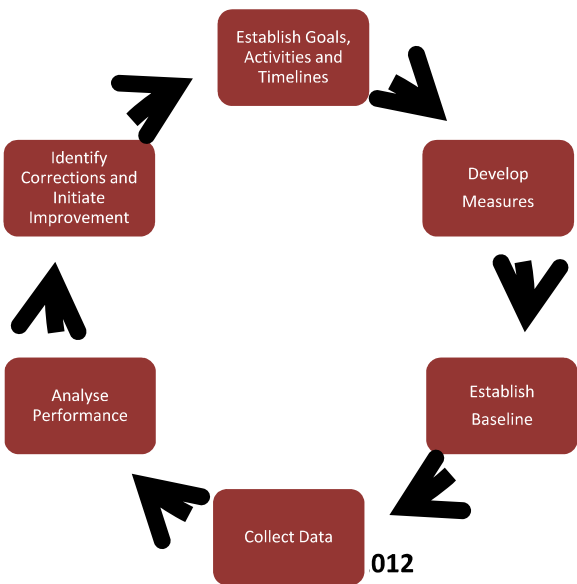 Establish Goals,
Activities and
Timelines
Develop
Measures
Establish
Baseline
Collect Data
.012
Analyse
Performance
Identify
Corrections and
Initiate
Improvement